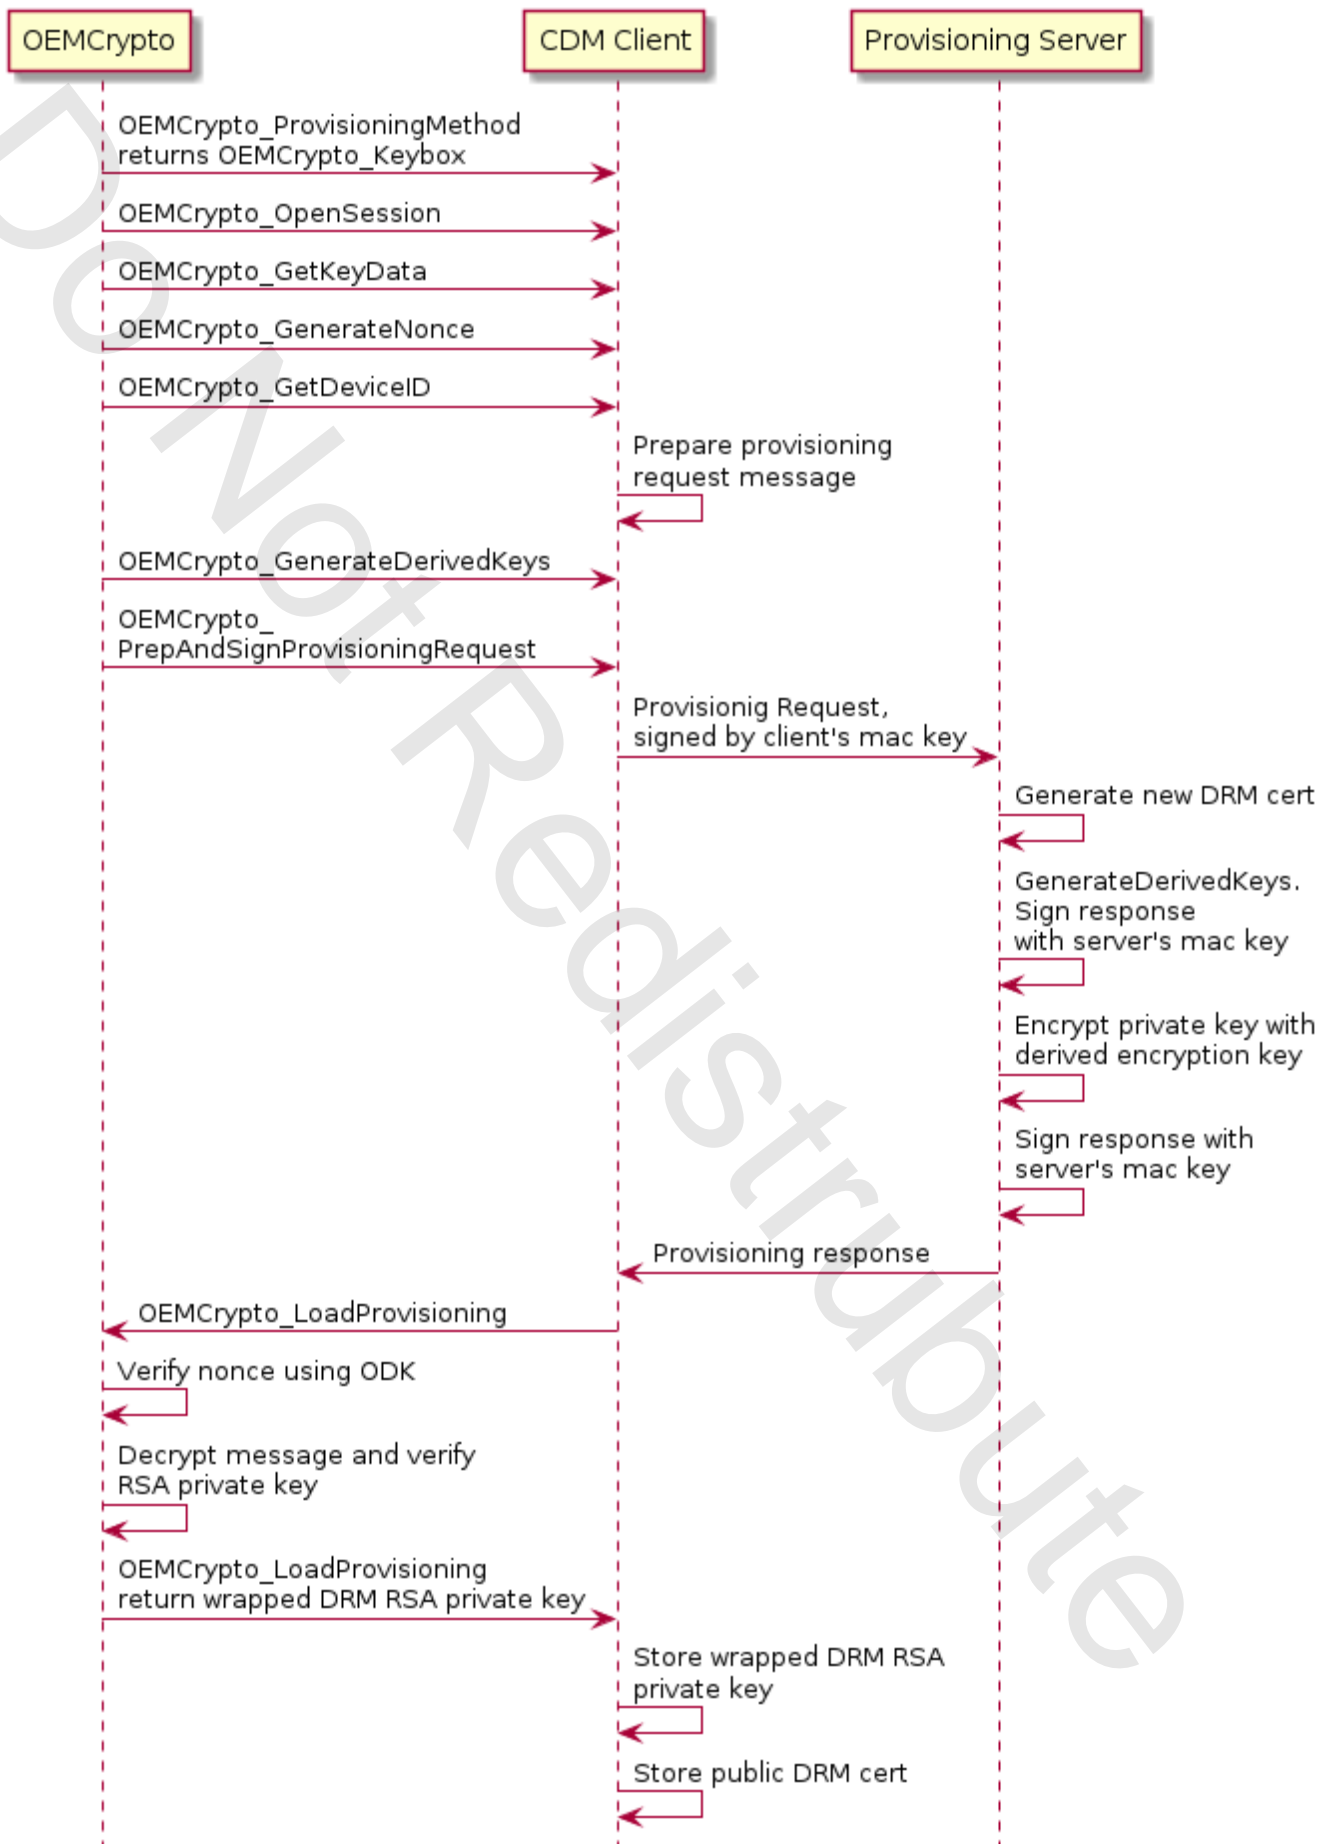 OEMCrypto
CDM Client
Provisioning Server
OEMCrypto_ProvisioningMethod
returns OEMCrypto_Keybox
OEMCrypto_OpenSession
OEMCrypto_GetKeyData
OEMCrypto_GenerateNonce
OEMCrypto_GetDeviceID
Prepare provisioning
request message
OEMCrypto_GenerateDerivedKeys
OEMCrypto_
PrepAndSignProvisioningRequest
Provisionig Request,
signed by client's mac key
Generate new DRM cert
GenerateDerivedKeys.
Sign response
with server's mac key
Encrypt private key with
derived encryption key
Sign response with
server's mac key
Provisioning response
OEMCrypto_LoadProvisioning
Verify nonce using ODK
Decrypt message and verify
RSA private key
OEMCrypto_LoadProvisioning
return wrapped DRM RSA private key
Store wrapped DRM RSA
private key
Store public DRM cert
Do Not Redistrubute